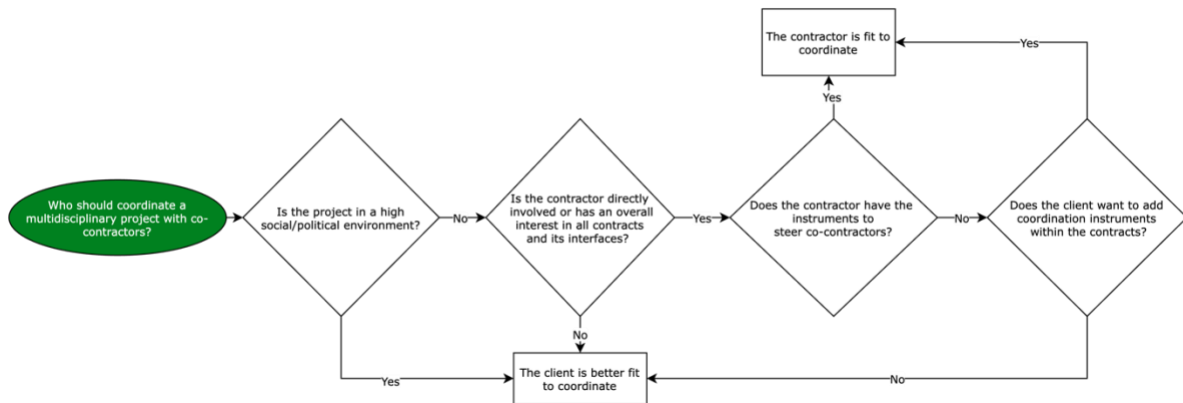 The contractor is fit to
coordinate
Yes
Yes
Who should coordinate a
multidisciplinary project with co-
contractors?
Is the project in a high
social/political environment?
No
Is the contractor directly
involved or has an overall
interest in all contracts
and its interfaces?
Yes
Does the contractor have the
instruments to
steer co-contractors?
No
Does the client want to add
coordination instruments
within the contracts?
No
The client is better fit
to coordinate
Yes
No